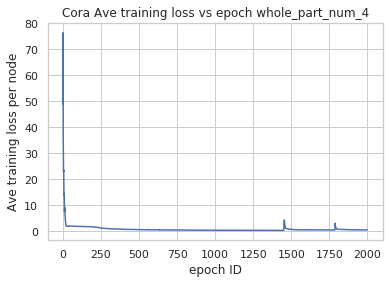 Cora Ave training loss vs epoch whole_part_num_4
Ave training loss per node
80
70
60
50
40
30
20
10
0
0 250 500 750 1000 1250 1500 1750 2000
epoch ID